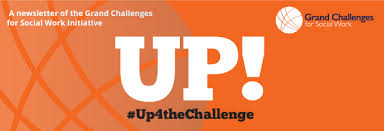 A newsletter of the Grand Challenges
for Social Work Initiative
Grand Challenges
for Social Work
UP!
#Up4theChallenge